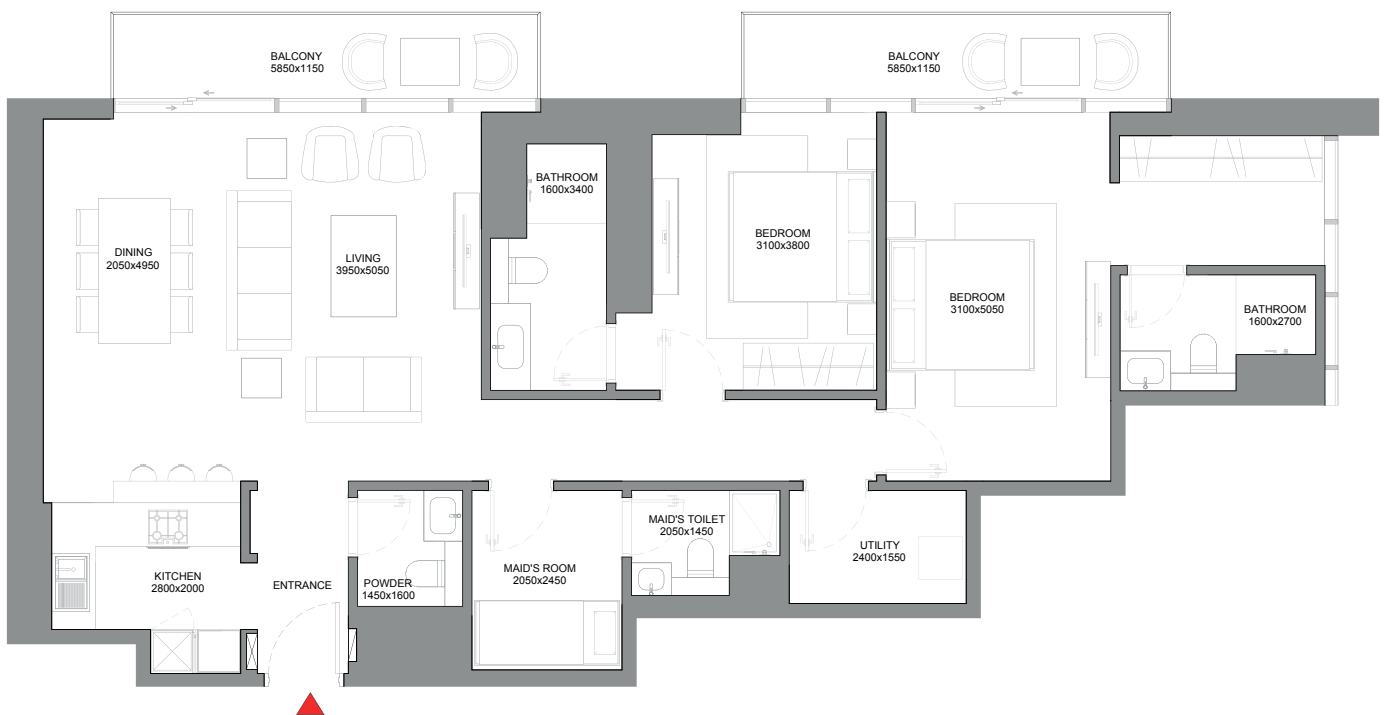 BALCONY
5850x1150
BALCONY
5850x1150
BATHROOM
1600x3400
BEDROOM
3100x3800
DINING
2050x4950
LIVING
3950x5050
BEDROOM
3100x5050
BATHROOM
1600x2700
MAID'S TOILET
2050x1450
UTILITY
2400x1550
KITCHEN
2800x2000
ENTRANCE
POWDER
1450x1600
MAID'S ROOM
2050x2450